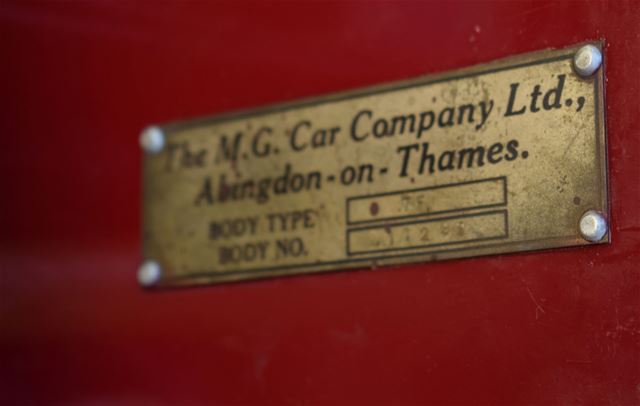 The M.G. Car Company Ltd.,
Abingdon-on-Thames.
BODY TYPE
BODY NO.